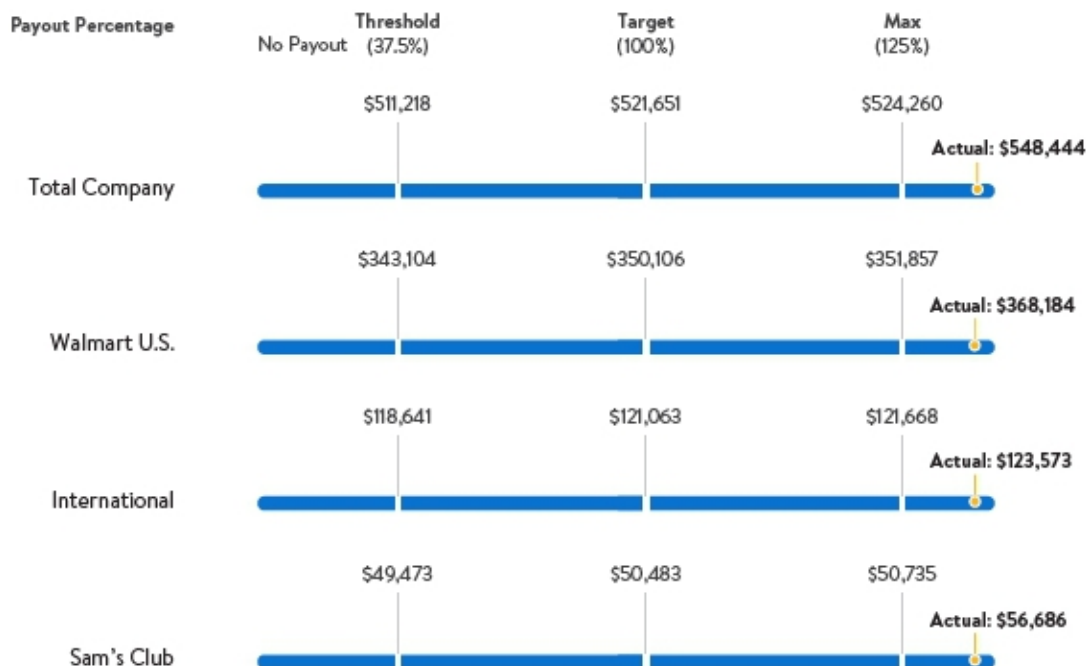 Payout Percentage
No Payout
Threshold
(37.5%)
Target
(100%)
Max
(125%)
$511,218
$521,651
$524,260
Actual: $548,444
Total Company
$343,104
$350,106
$351,857
Actual: $368,184
Walmart U.S.
$118,641
$121,063
$121,668
Actual: $123,573
International
$49,473
$50,483
$50,735
Actual: $56,686
Sam's Club